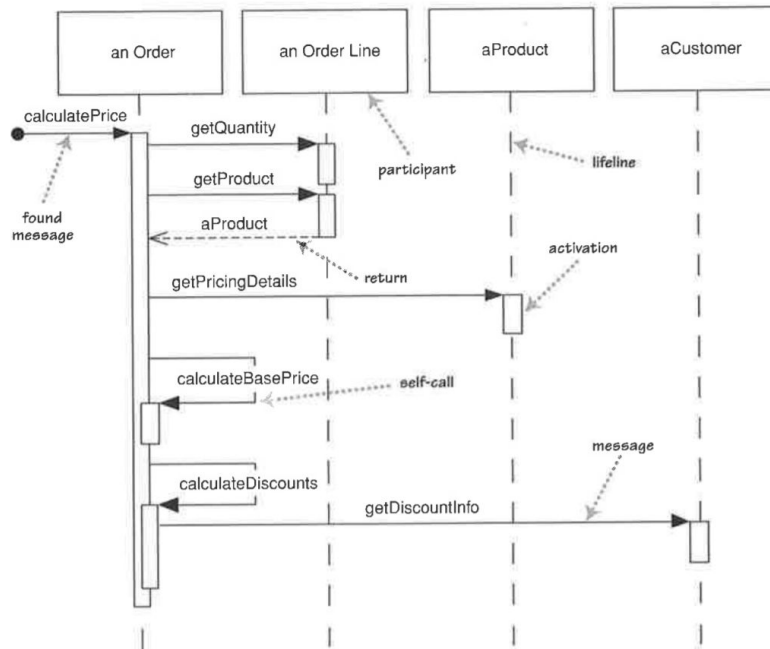 an Order
an Order Line
aProduct
aCustomer
calculatePrice
getQuantity
participant
lifeline
getProduct
found
message
aProduct
return
activation
getPricingDetails
calculateBasePrice
self-call
message
calculateDiscounts
getDiscountInfo